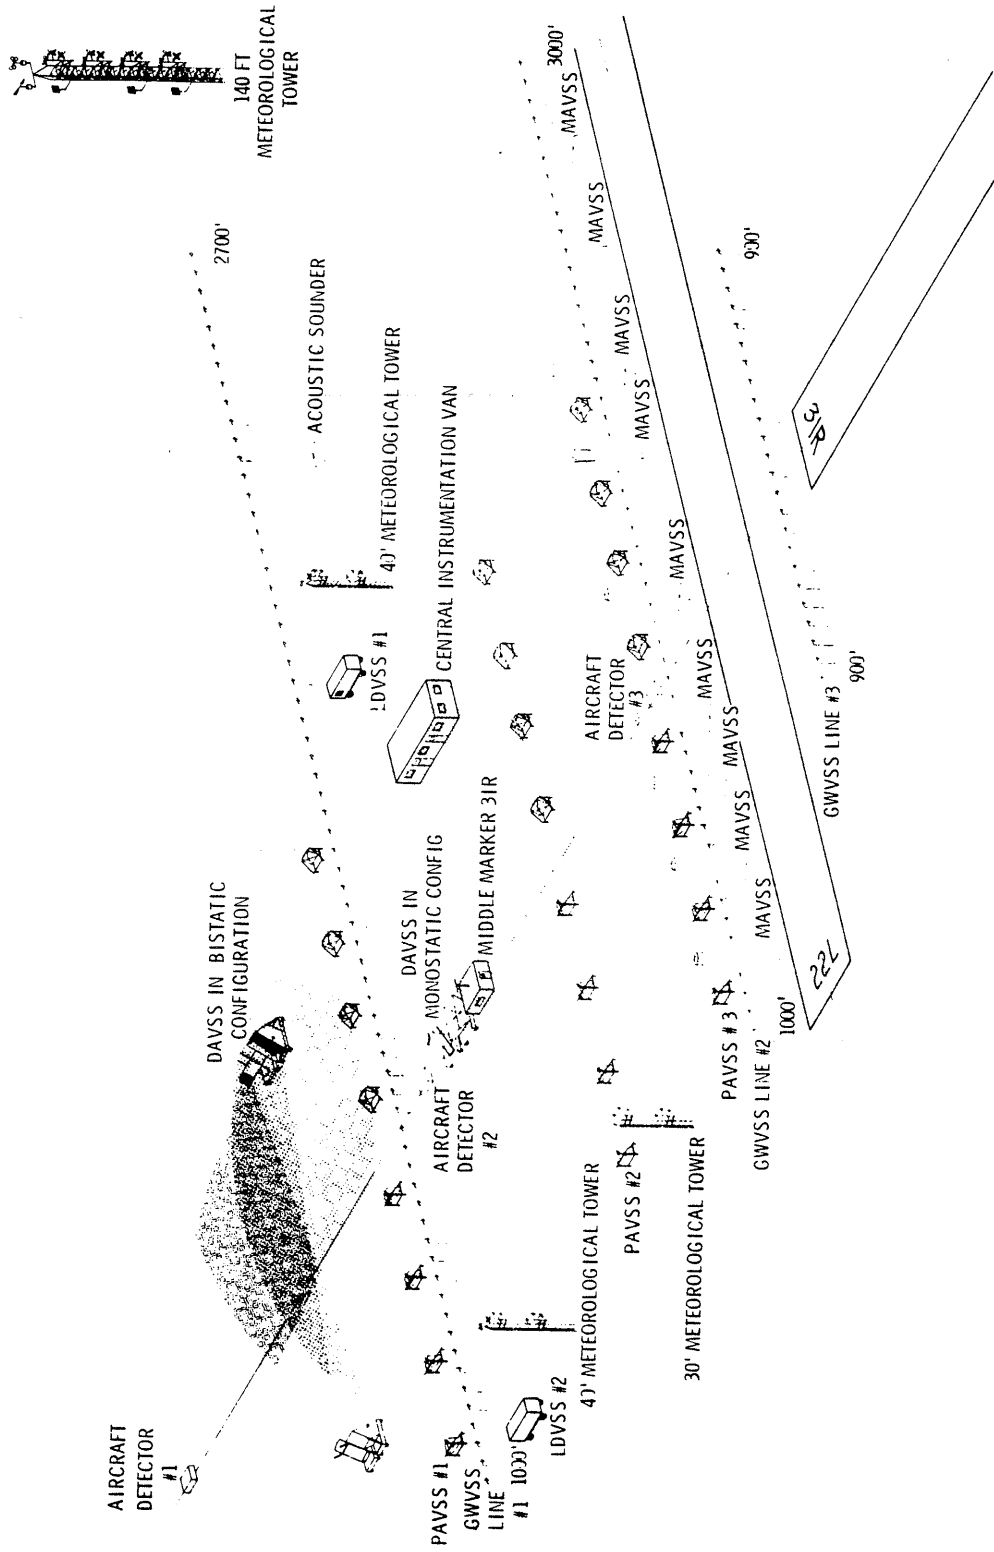 140 FT
METEOROLOGICAL
TOWER
2700'
ACOUSTIC SOUNDER
40' METEOROLOGICAL TOWER
LDVSS #1
CENTRAL INSTRUMENTATION VAN
DAVSS IN BISTATIC
CONFIGURATION
DAVSS IN
MONOSTATIC CONFIG
MIDDLE MARKER 31R
AIRCRAFT
DETECTOR
#1
AIRCRAFT
DETECTOR
#2
AIRCRAFT
DETECTOR
#3
PAVSS #1
GWVSS
LINE
#1 1000'
LDVSS #2
40' METEOROLOGICAL TOWER
PAVSS #2
30' METEOROLOGICAL TOWER
PAVSS #3
GWVSS LINE #2
1000'
3000'
MAVSS
MAVSS
MAVSS
MAVSS
MAVSS
MAVSS
MAVSS
MAVSS
MAVSS
22L
GWVSS LINE #3
900'
900'
31R